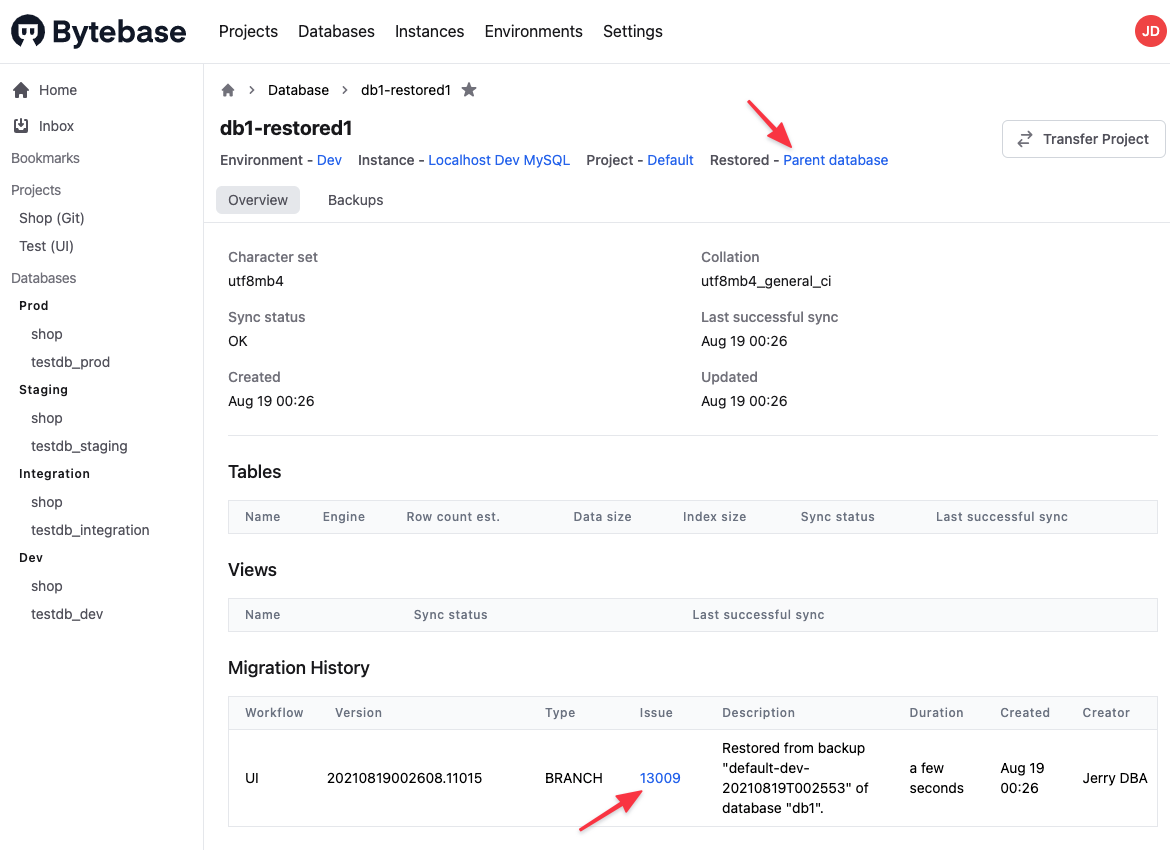 Bytebase Projects Databases Instances Environments Settings JD
Home
Inbox
Bookmarks
Projects
Shop (Git)
Test (UI)
Databases
Prod
shop
testdb_prod
Staging
shop
testdb_staging
Integration
shop
testdb_integration
Dev
shop
testdb_dev
Database db1-restored1
db1-restored1
Transfer Project
Environment - Dev Instance - Localhost Dev MySQL Project - Default Restored - Parent database
Overview Backups
Character set Collation
utf8mb4 utf8mb4_general_ci
Sync status Last successful sync
OK Aug 19 00:26
Created Updated
Aug 19 00:26 Aug 19 00:26
Tables
Name Engine Row count est. Data size Index size Sync status Last successful sync
Views
Name Sync status Last successful sync
Migration History
Workflow Version Type Issue Description Duration Created Creator
UI 20210819002608.11015 BRANCH 13009
Restored from backup
"default-dev-
20210819T002553" of
database "db1".
a few
seconds
Aug 19
00:26
Jerry DBA